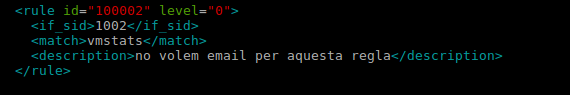 <rule id="100002" level="0">
<if_sid>1002</if_sid>
<match>vmstats</match>
<description>no volem email per aquesta regla</description>
</rule>